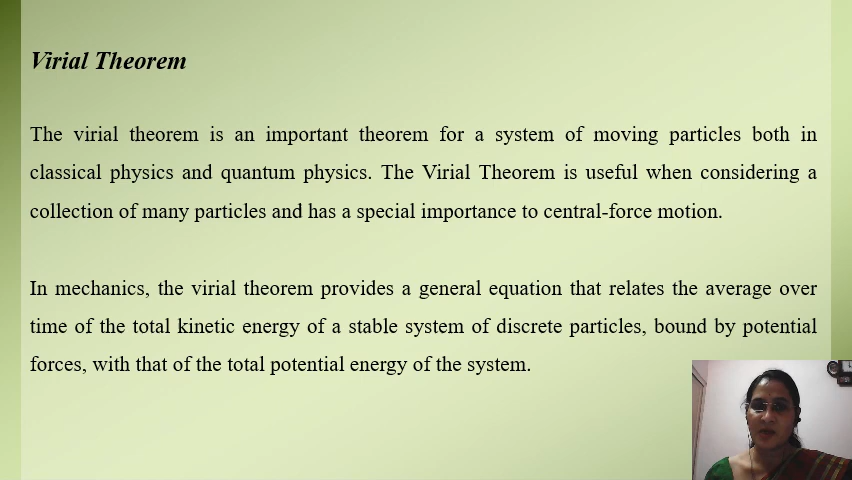 Virial Theorem
The virial theorem is an important theorem for a system of moving particles both in
classical physics and quantum physics. The Virial Theorem is useful when considering a
collection of many particles and has a special importance to central-force motion.
In mechanics, the virial theorem provides a general equation that relates the average over
time of the total kinetic energy of a stable system of discrete particles, bound by potential
forces, with that of the total potential energy of the system.